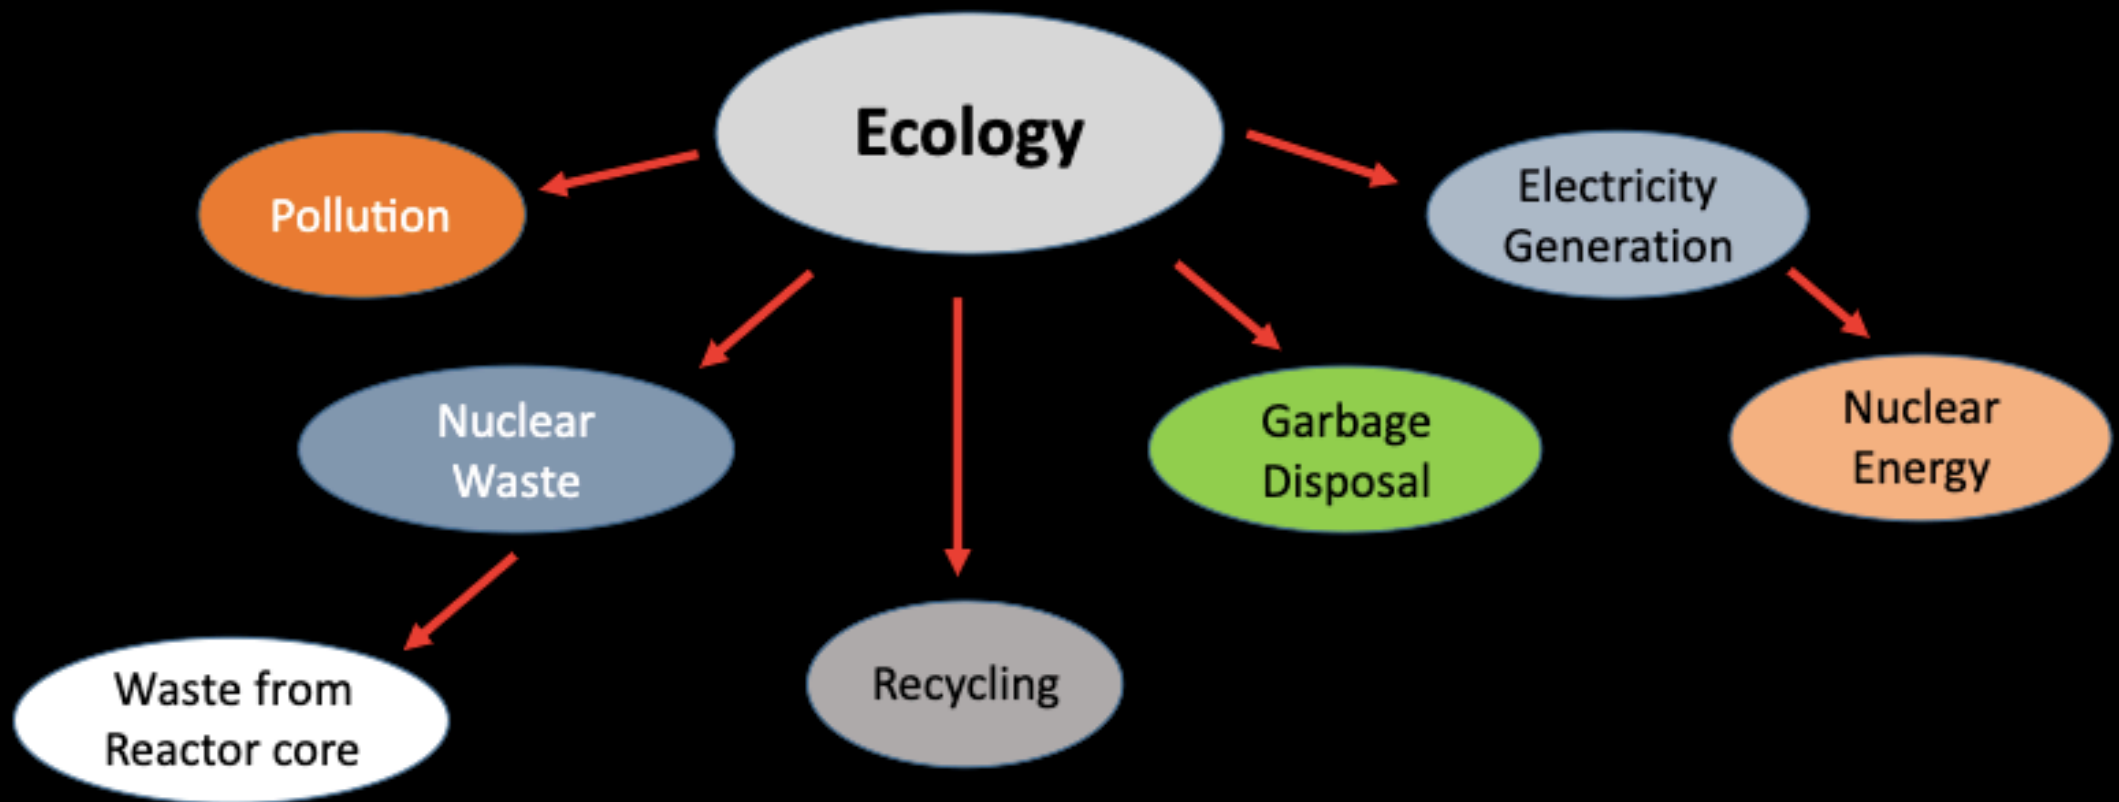 Ecology
Pollution
Electricity
Generation
Nuclear
Waste
Garbage
Disposal
Nuclear
Energy
Waste from
Reactor core
Recycling